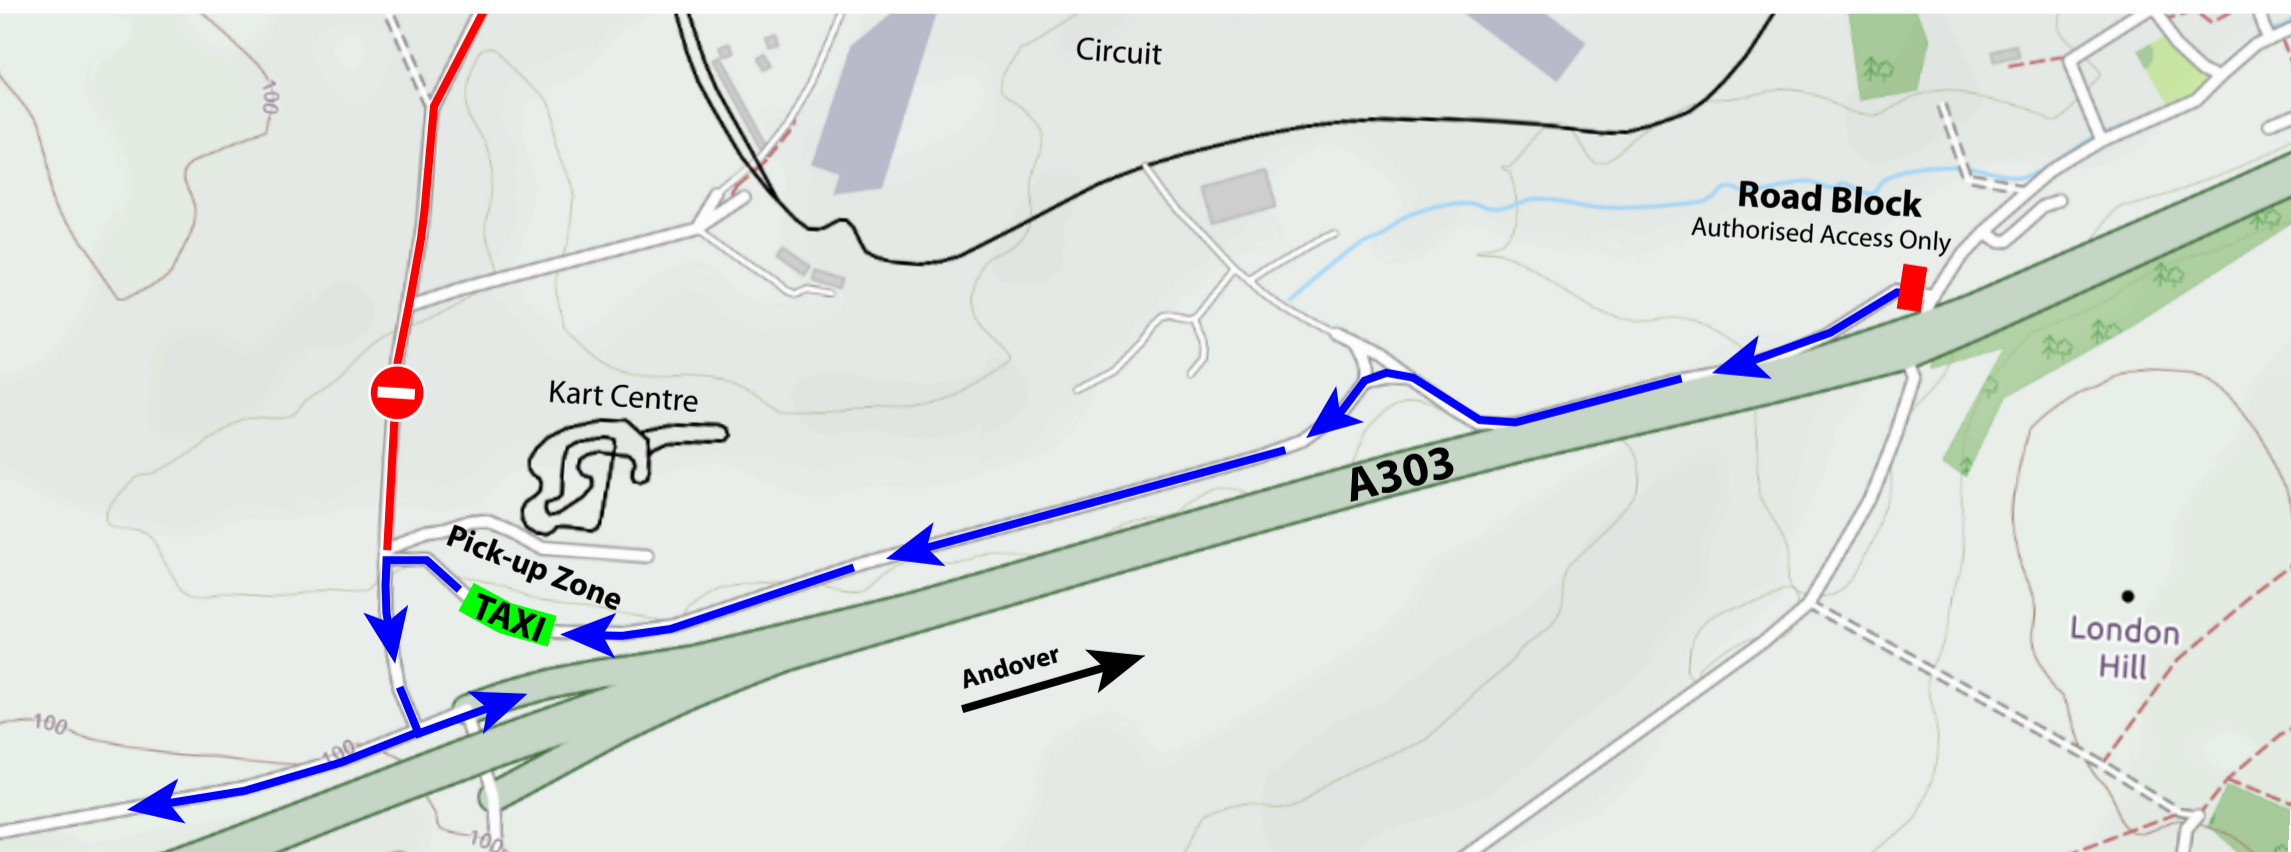 Circuit
100
Road Block
Authorised Access Only
Kart Centre
A303
Pick-up Zone
TAXI
London
Hill
Andover
100
100
100